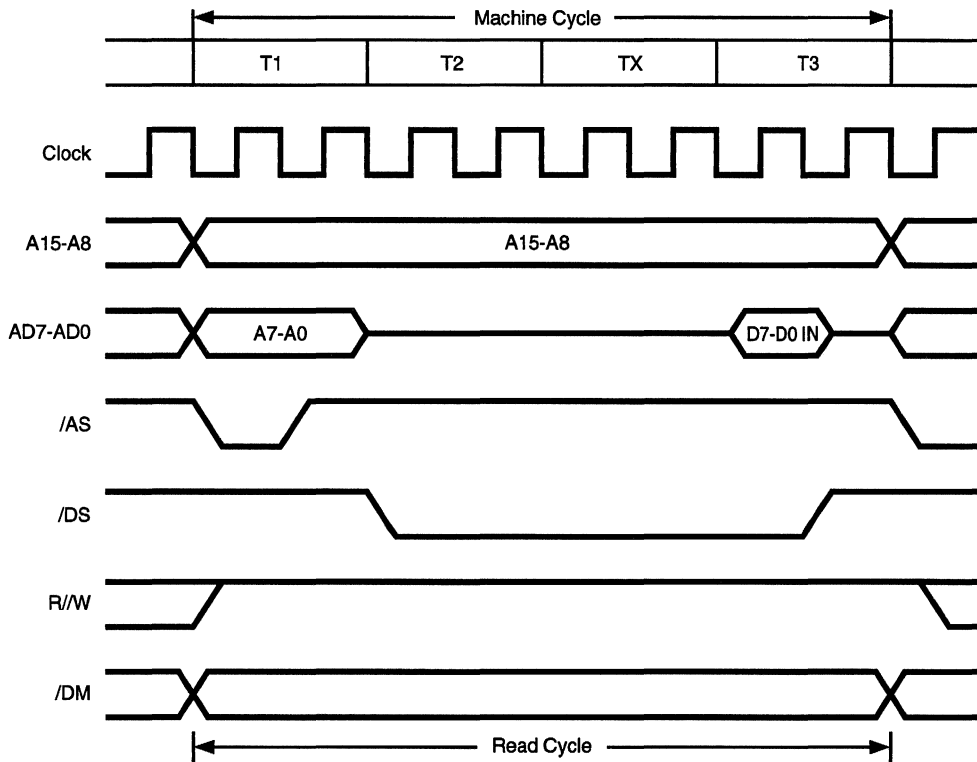 Machine Cycle
T1 T2 TX T3
Clock
A15-A8 A15-A8
AD7-AD0 A7-A0 D7-D0 IN
/AS
/DS
R//W
/DM
Read Cycle